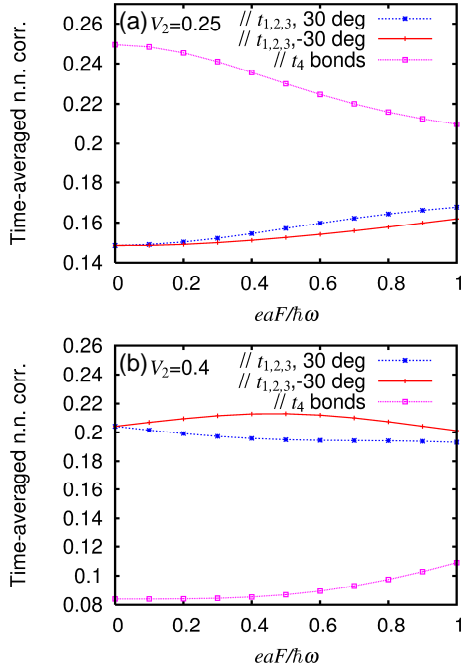 0.26
(a) V₂=0.25
// t₁,₂,₃, 30 deg
// t₁,₂,₃,-30 deg
// t₄ bonds
0.24
0.22
0.2
0.18
0.16
0.14
Time-averaged n.n. corr.
0 0.2 0.4 0.6 0.8 1
eaF/ħω
0.26
(b) V₂=0.4
// t₁,₂,₃, 30 deg
// t₁,₂,₃,-30 deg
// t₄ bonds
0.24
0.22
0.2
0.18
0.16
0.14
0.12
0.1
0.08
Time-averaged n.n. corr.
0 0.2 0.4 0.6 0.8 1
eaF/ħω